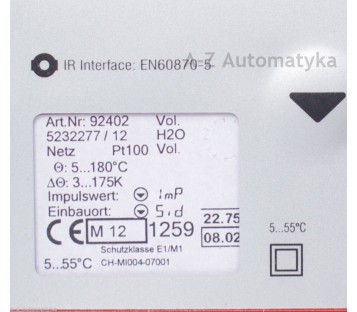 IR Interface: EN60870-5
A-Z Automatyka
Art.Nr: 92402 Vol.
5232277 / 12 H2O
Netz Pt100 Vol.
Θ: 5...180°C
ΔΘ: 3...175K
Impulswert: ImP
Einbauort: S.d
CE M 12 1259
22.75
08.02
Schutzklasse E1/M1
5...55°C CH-MI004-07001
5...55°C